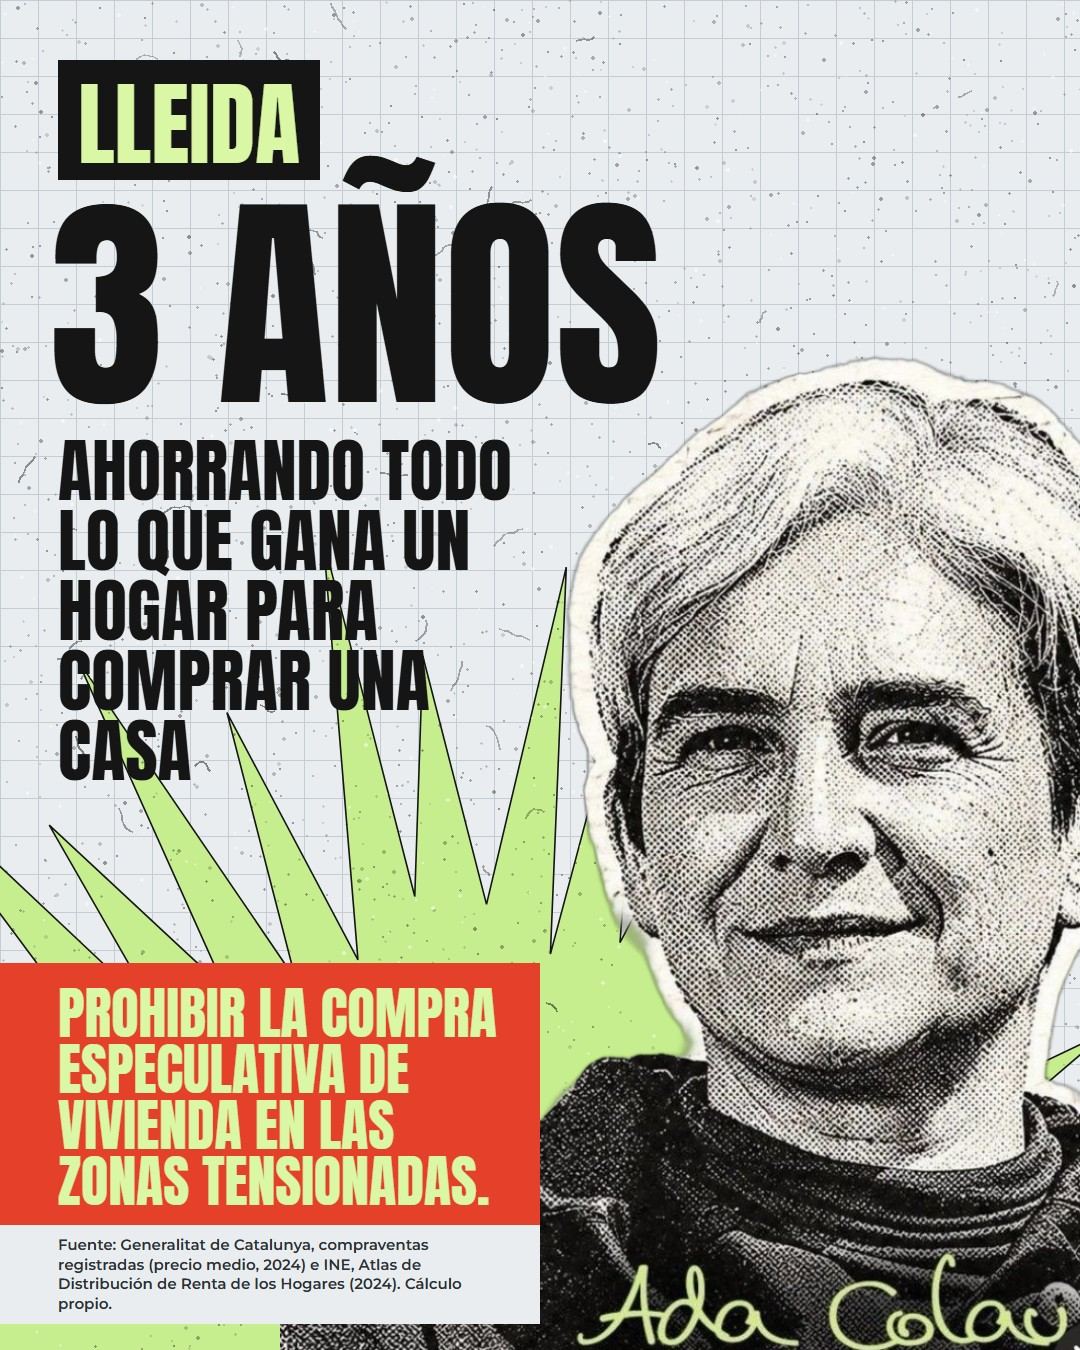 LLEIDA
3 AÑOS
AHORRANDO TODO
LO QUE GANA UN
HOGAR PARA
COMPRAR UNA
CASA
PROHIBIR LA COMPRA
ESPECULATIVA DE
VIVIENDA EN LAS
ZONAS TENSIONADAS.
Fuente: Generalitat de Catalunya, compraventas
registradas (precio medio, 2024) e INE, Atlas de
Distribución de Renta de los Hogares (2024). Cálculo
propio.
Ada Colau